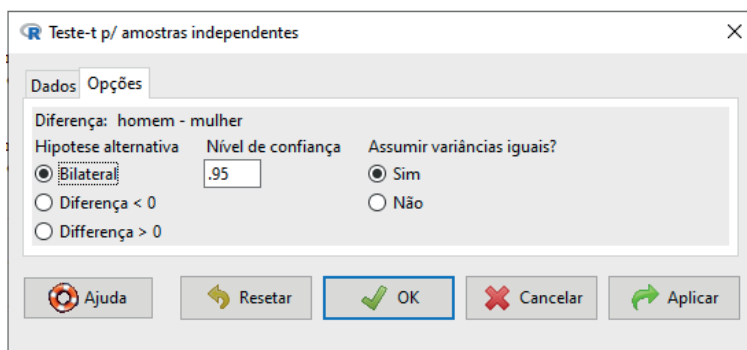 Teste-t p/ amostras independentes
Dados Opções
Diferença: homem - mulher
Hipotese alternativa Nível de confiança Assumir variâncias iguais?
Bilateral .95 Sim
Diferença < 0 Não
Différença > 0
Ajuda Resetar OK Cancelar Aplicar